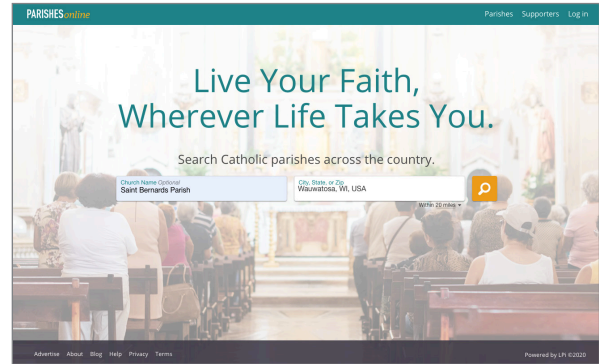 PARISHESonline
Parishes Supporters Log in
Live Your Faith,
Wherever Life Takes You.
Search Catholic parishes across the country.
Church Name Optional
Saint Bernards Parish
City, State, or Zip
Wauwatosa, WI, USA
Within 20 miles
Advertise About Blog Help Privacy Terms
Powered by LPi ©2020